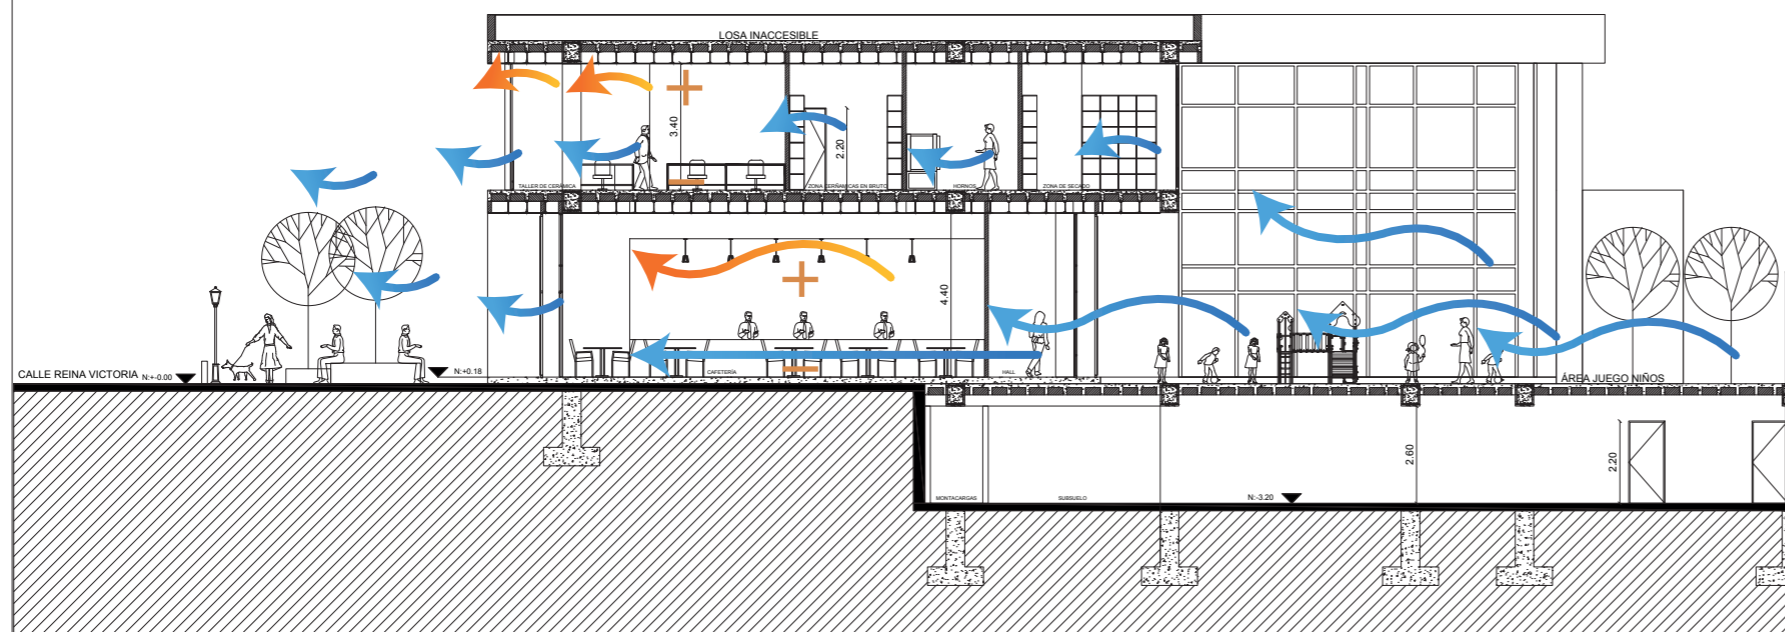 LOSA INACCESIBLE
3.40
2.20
TALLER DE CERÁMICA
ZONA CERÑAMICAS EN BRUTO
HORNOS
ZONA DE SECADO
4.40
CALLE REINA VICTORIA N:+-0.00
N:+0.18
CAFETERÍA
HALL
ÁREA JUEGO NIÑOS
2.60
2.20
MONTACARGAS
SUBSUELO
N:-3.20